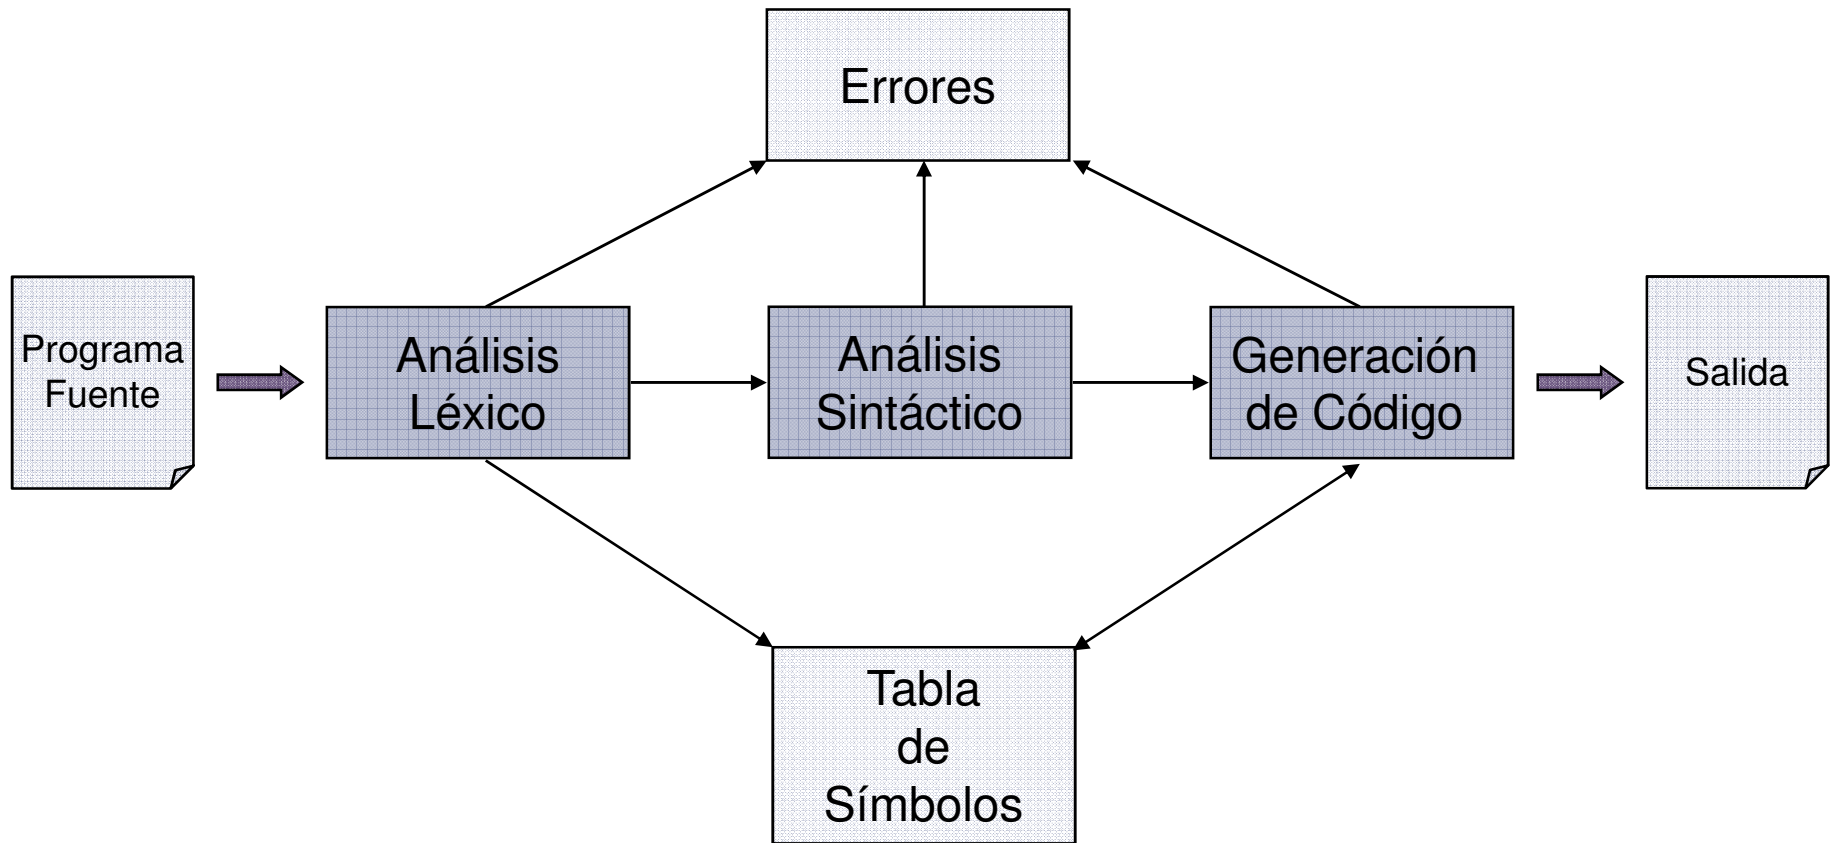 Errores
Programa
Fuente
Análisis
Léxico
Análisis
Sintáctico
Generación
de Código
Salida
Tabla
de
Símbolos